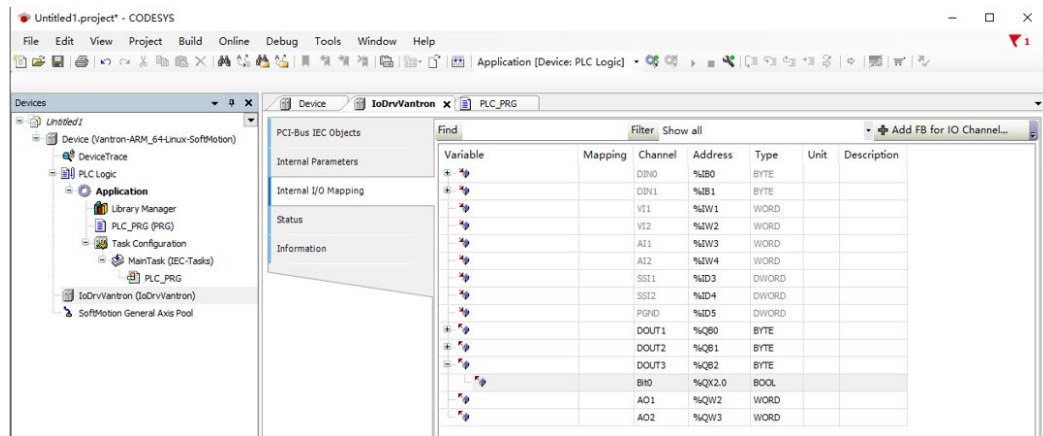 Untitled1.project* - CODESYS
File Edit View Project Build Online Debug Tools Window Help
1
Application [Device: PLC Logic]
Devices
Device
IoDrvVantron
PLC_PRG
Untitled1
Device (Vantron-ARM_64-Linux-SoftMotion)
DeviceTrace
PLC Logic
Application
Library Manager
PLC_PRG (PRG)
Task Configuration
MainTask (IEC-Tasks)
PLC_PRG
IoDrvVantron (IoDrvVantron)
SoftMotion General Axis Pool
PCI-Bus IEC Objects
Internal Parameters
Internal I/O Mapping
Status
Information
Find Filter Show all Add FB for IO Channel...
Variable Mapping Channel Address Type Unit Description
DIN0 %IB0 BYTE
DIN1 %IB1 BYTE
VI1 %IW1 WORD
VI2 %IW2 WORD
AI1 %IW3 WORD
AI2 %IW4 WORD
SSI1 %ID3 DWORD
SSI2 %ID4 DWORD
PGND %ID5 DWORD
DOUT1 %QB0 BYTE
DOUT2 %QB1 BYTE
DOUT3 %QB2 BYTE
Bit0 %QX2.0 BOOL
AO1 %QW2 WORD
AO2 %QW3 WORD